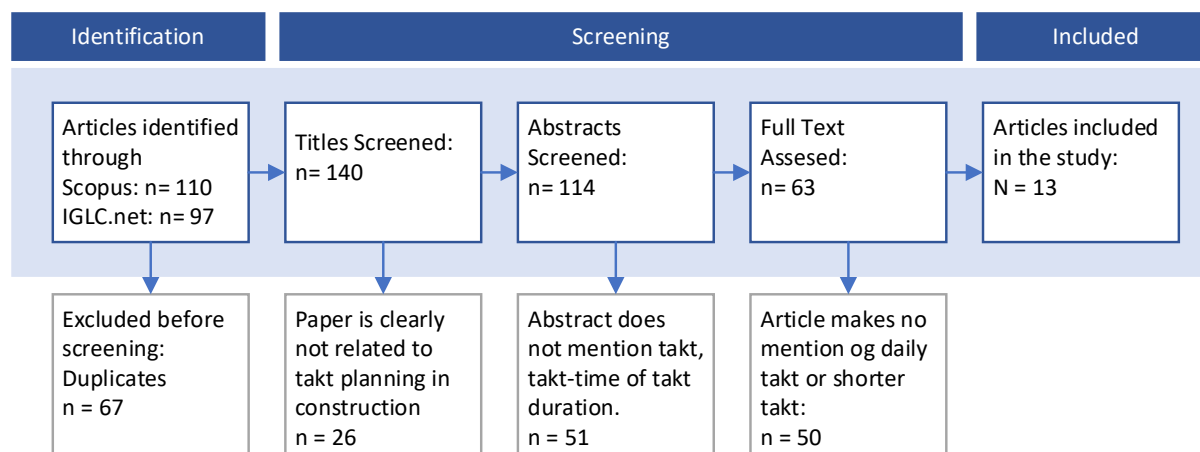 Identification
Screening
Included
Articles identified
through
Scopus: n= 110
IGLC.net: n= 97
Titles Screened:
n= 140
Abstracts
Screened:
n= 114
Full Text
Assesed:
n= 63
Articles included
in the study:
N = 13
Excluded before
screening:
Duplicates
n = 67
Paper is clearly
not related to
takt planning in
construction
n = 26
Abstract does
not mention takt,
takt-time of takt
duration.
n = 51
Article makes no
mention og daily
takt or shorter
takt:
n = 50